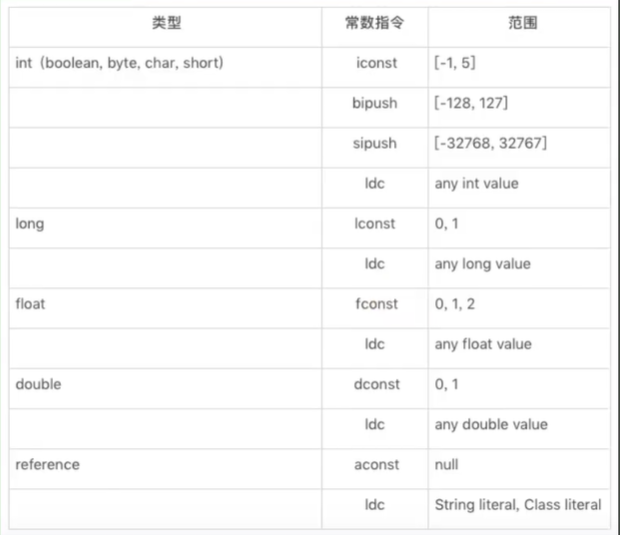 类型 常数指令 范围
int（boolean, byte, char, short） iconst [-1, 5]
bipush [-128, 127]
sipush [-32768, 32767]
ldc any int value
long lconst 0, 1
ldc any long value
float fconst 0, 1, 2
ldc any float value
double dconst 0, 1
ldc any double value
reference aconst null
ldc String literal, Class literal